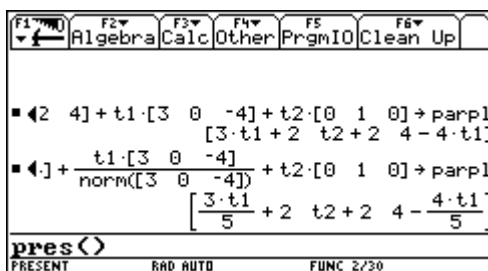 F1 F2 F3 F4 F5 F6
Algebra Calc Other PrgmIO Clean Up
2 4]+t1·[3 0 -4]+t2·[0 1 0]→parpl
[3·t1+2 t2+2 4-4·t1]
·]+ t1·[3 0 -4] / norm([3 0 -4]) +t2·[0 1 0]→parpl
[3·t1/5 +2 t2+2 4- 4·t1/5]
pres()
PRESENT RAD AUTO FUNC 2/30